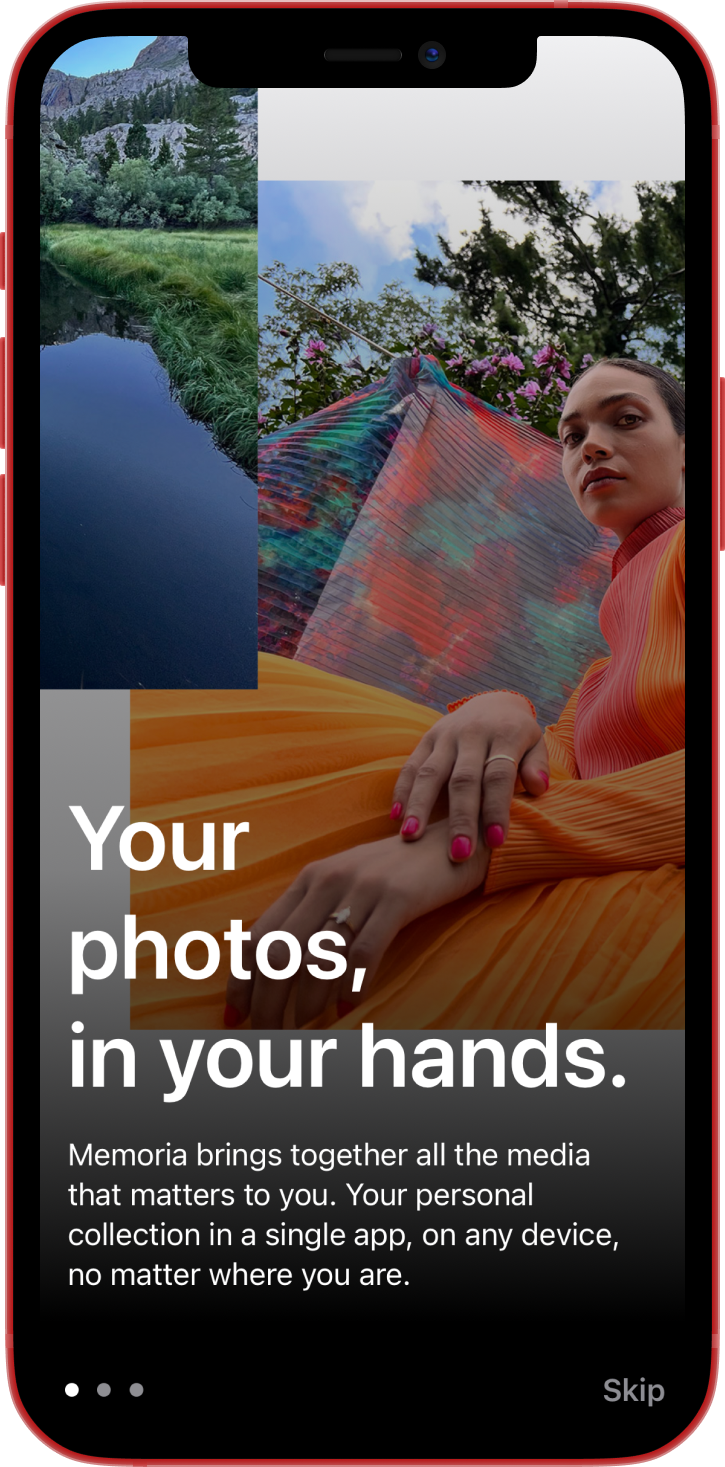 Your
photos,
in your hands.
Memoria brings together all the media
that matters to you. Your personal
collection in a single app, on any device,
no matter where you are.
Skip